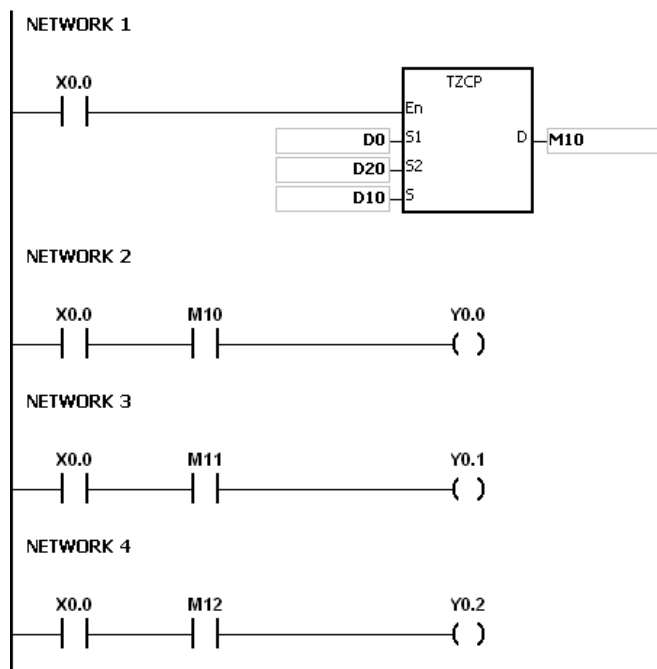 NETWORK 1
X0.0
TZCP
En
D0 S1 D M10
D20 S2
D10 S
NETWORK 2
X0.0 M10 Y0.0
NETWORK 3
X0.0 M11 Y0.1
NETWORK 4
X0.0 M12 Y0.2